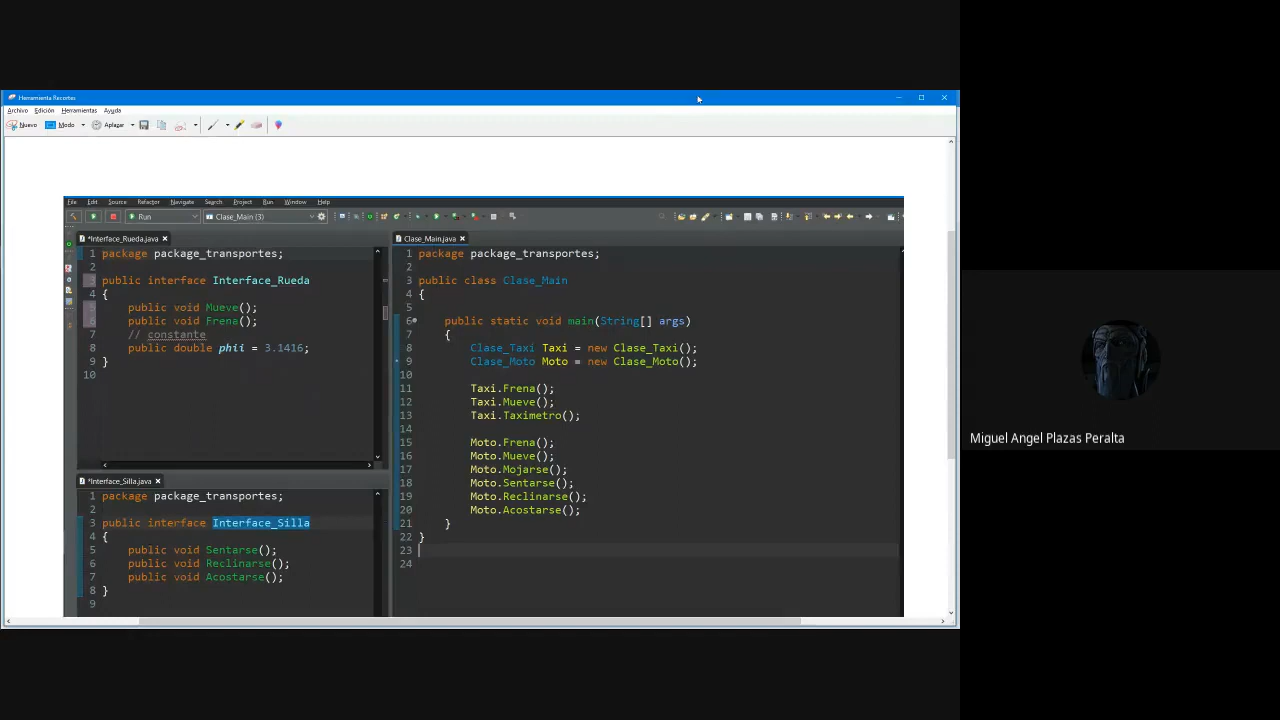 Herramienta Recortes
Archivo Edición Herramientas Ayuda
Nuevo Modo Aplazar
File Edit Source Refactor Navigate Search Project Run Window Help
Run Clase_Main (3)
*Interface_Rueda.java
1 package package_transportes;
2
3 public interface Interface_Rueda
4 {
5 public void Mueve();
6 public void Frena();
7 // constante
8 public double phii = 3.1416;
9 }
10
*Interface_Silla.java
1 package package_transportes;
2
3 public interface Interface_Silla
4 {
5 public void Sentarse();
6 public void Reclinarse();
7 public void Acostarse();
8 }
9
Clase_Main.java
1 package package_transportes;
2
3 public class Clase_Main
4 {
5
6 public static void main(String[] args)
7 {
8 Clase_Taxi Taxi = new Clase_Taxi();
9 Clase_Moto Moto = new Clase_Moto();
10
11 Taxi.Frena();
12 Taxi.Mueve();
13 Taxi.Taximetro();
14
15 Moto.Frena();
16 Moto.Mueve();
17 Moto.Mojarse();
18 Moto.Sentarse();
19 Moto.Reclinarse();
20 Moto.Acostarse();
21 }
22 }
23
24
Miguel Angel Plazas Peralta